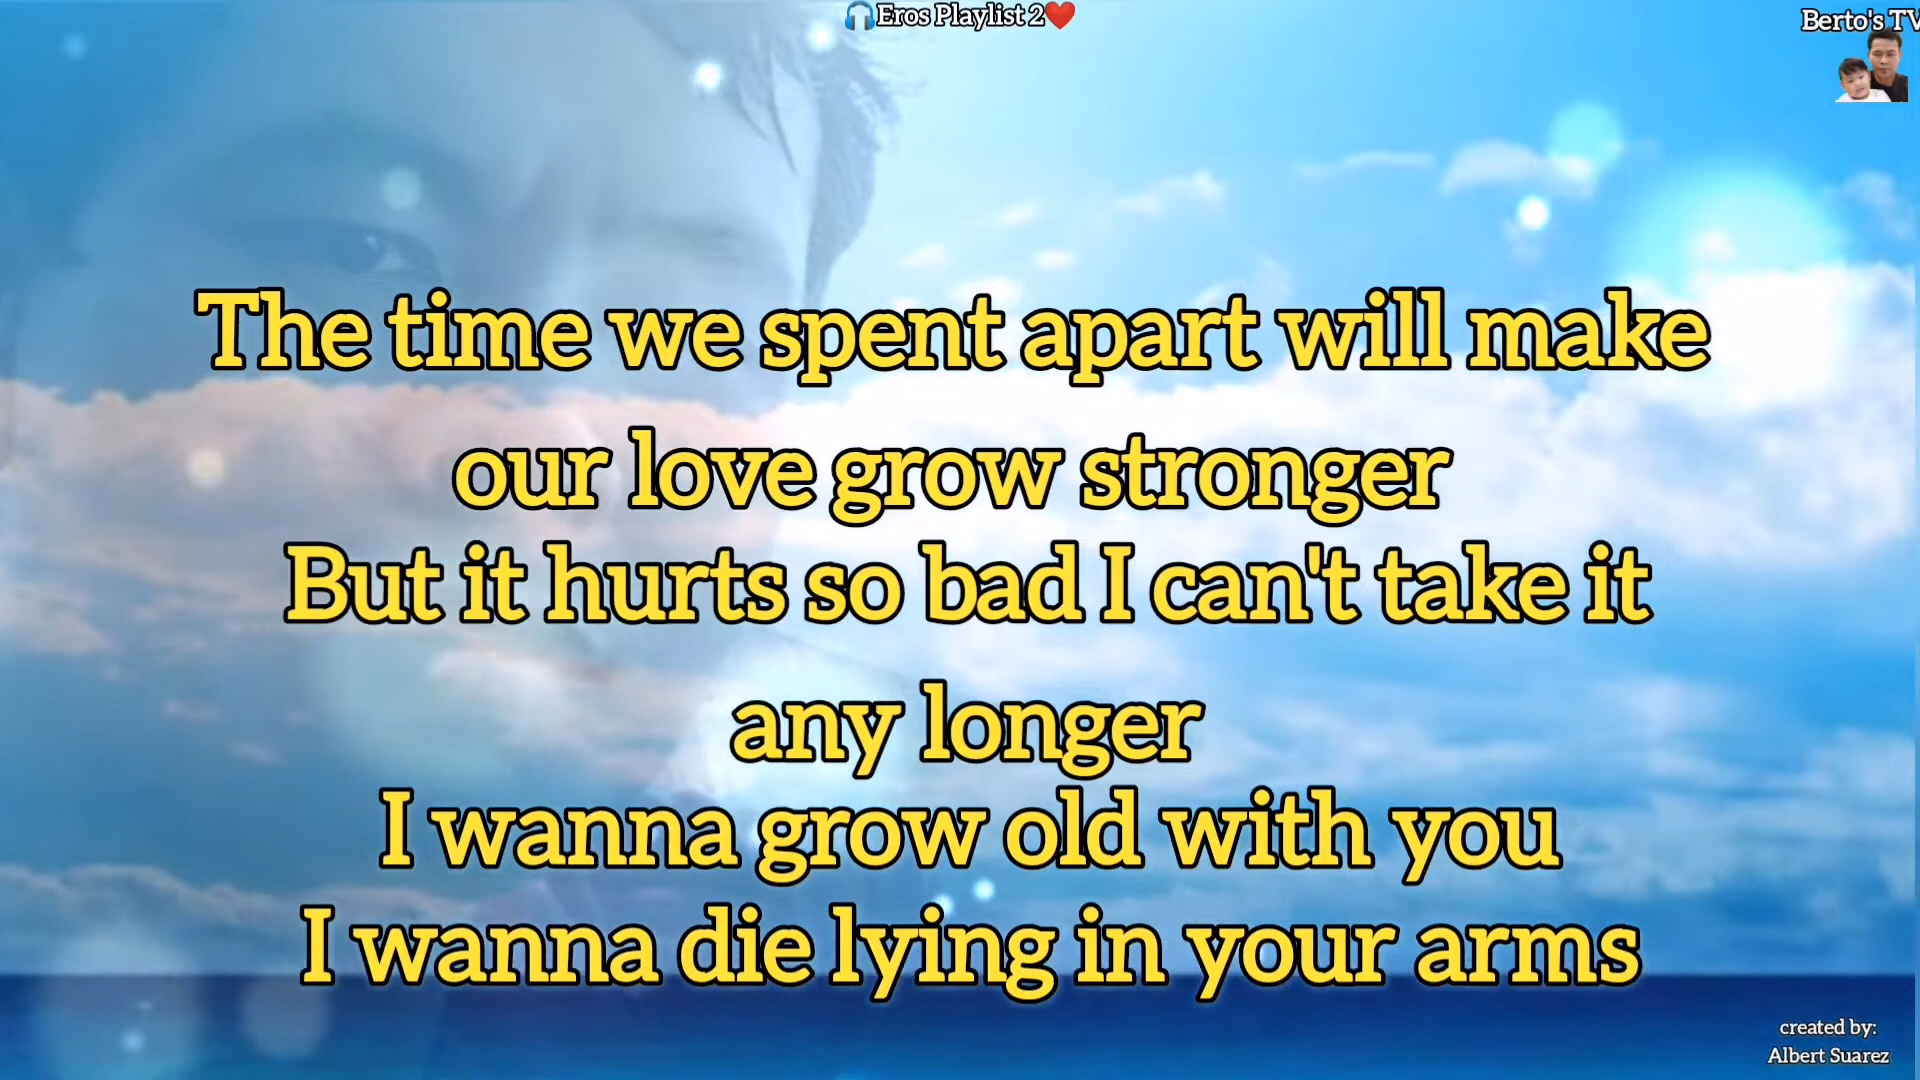 🎧Eros Playlist 2❤️
Berto's TV
The time we spent apart will make
our love grow stronger
But it hurts so bad I can't take it
any longer
I wanna grow old with you
I wanna die lying in your arms
created by:
Albert Suarez